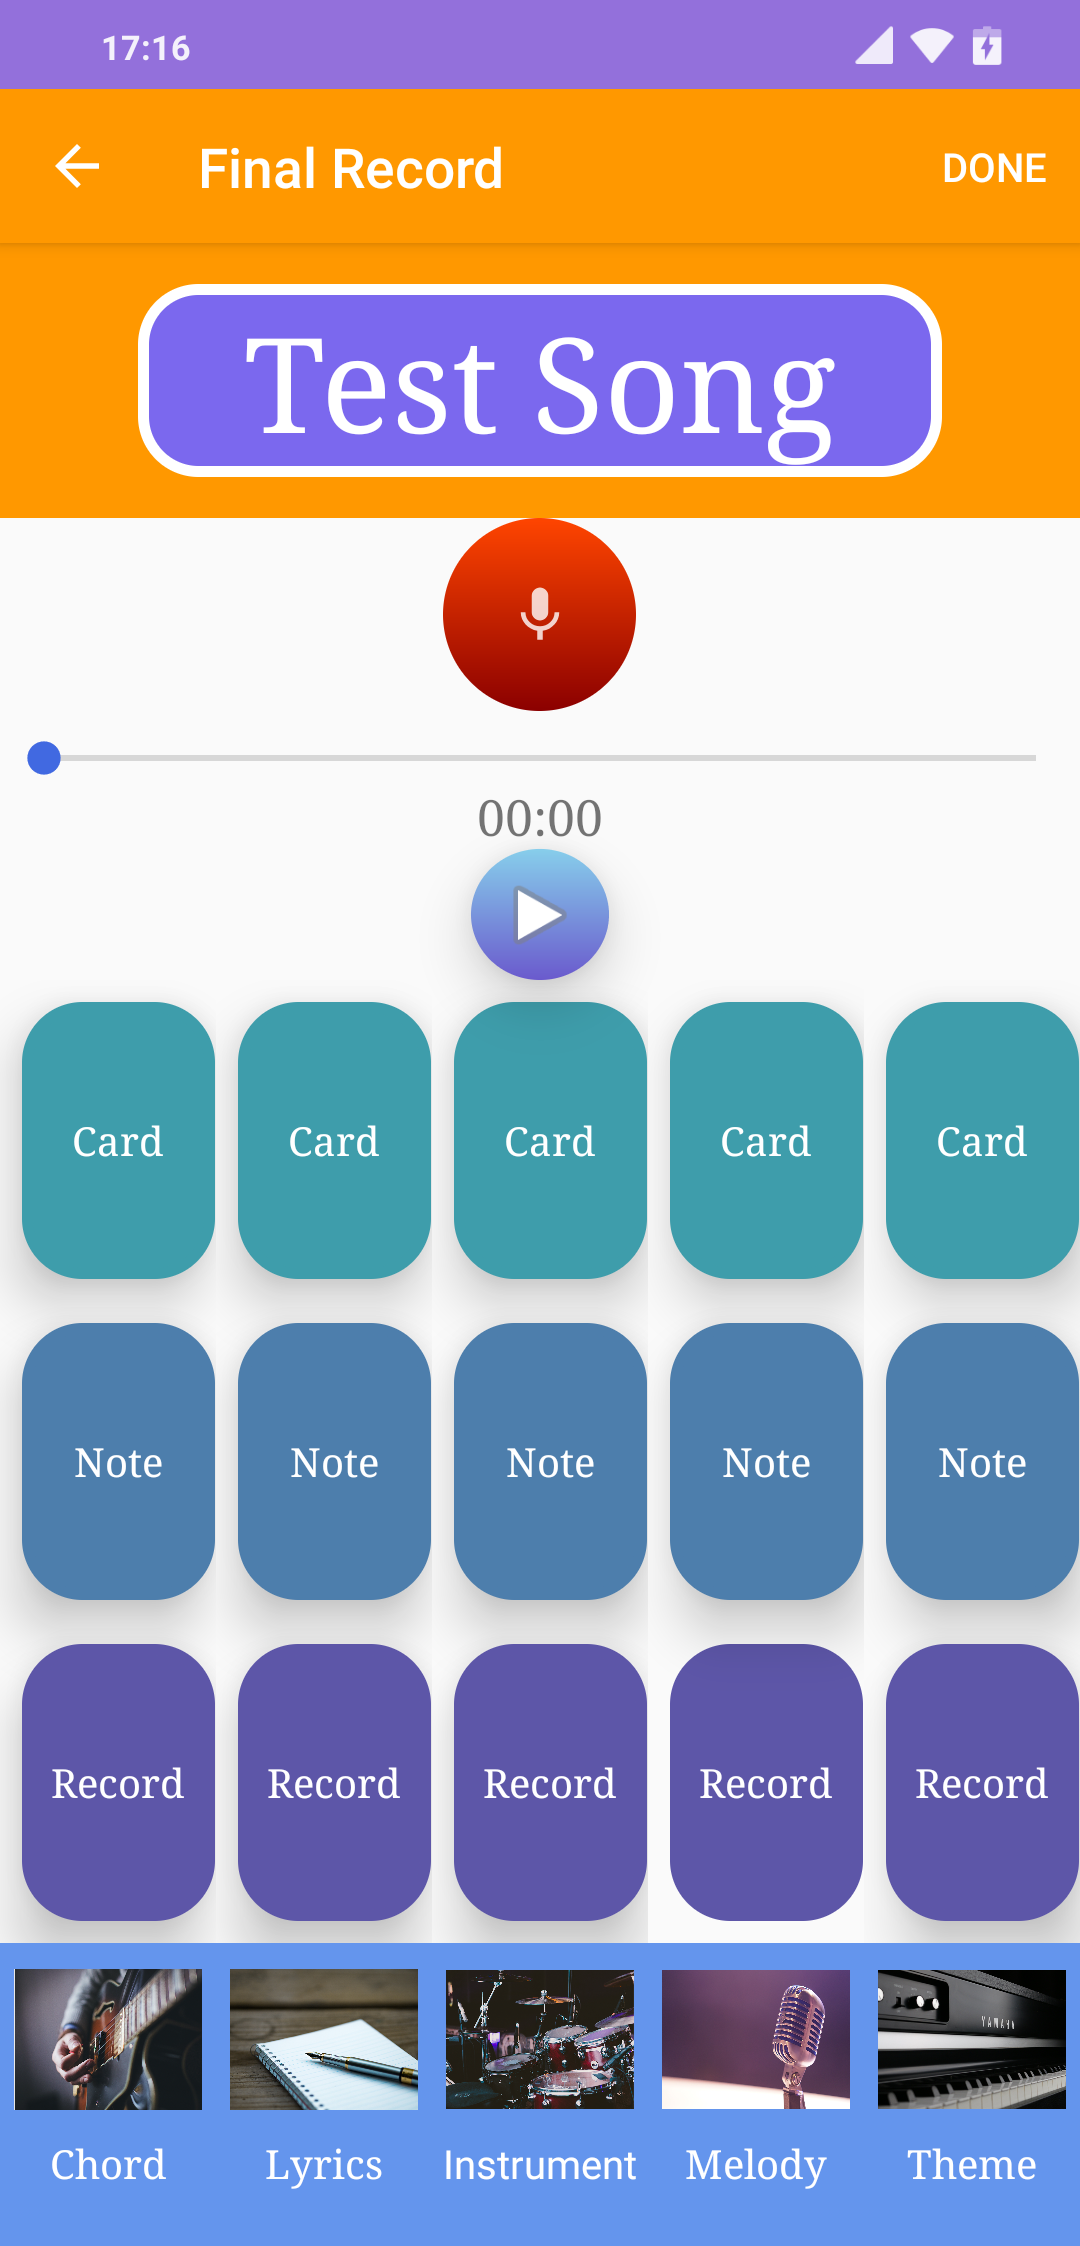 17:16
Final Record DONE
Test Song
00:00
Card Card Card Card Card
Note Note Note Note Note
Record Record Record Record Record
YAMAHA
Chord Lyrics Instrument Melody Theme